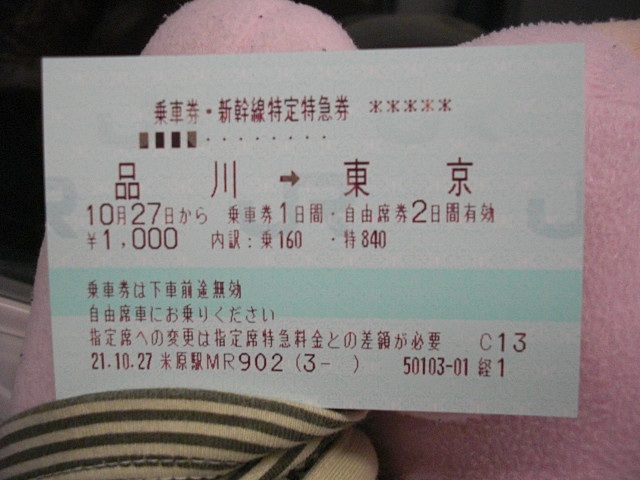 乗車券・新幹線特定特急券 ＊＊＊＊＊
品川 ➡ 東京
10月27日から 乗車券1日間・自由席券2日間有効
¥1,000 内訳:乗160 ・特840
乗車券は下車前途無効
自由席車にお乗りください
指定席への変更は指定席特急料金との差額が必要 C13
21.10.27 米原駅MR902 (3- ) 50103-01 経1